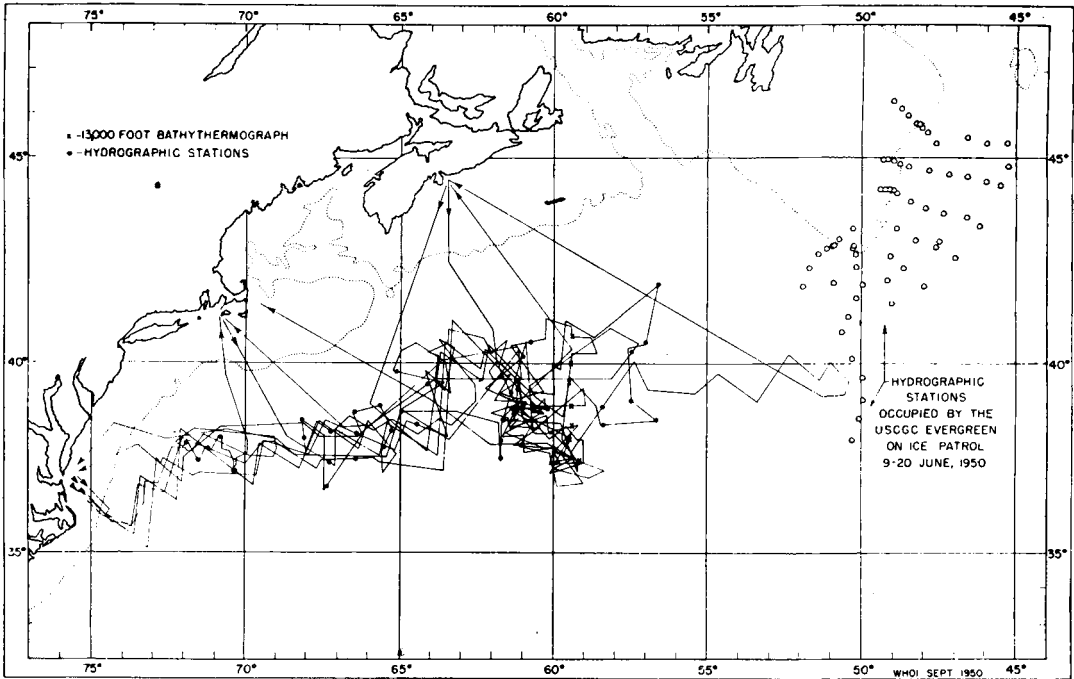 75° 70° 65° 60° 55° 50° 45°
× -13,000 FOOT BATHYTHERMOGRAPH
● -HYDROGRAPHIC STATIONS
45° 45°
40° 40°
HYDROGRAPHIC
STATIONS
OCCUPIED BY THE
USCGC EVERGREEN
ON ICE PATROL
9-20 JUNE, 1950
35° 35°
75° 70° 65° 60° 55° 50° 45°
WHOI SEPT 1950